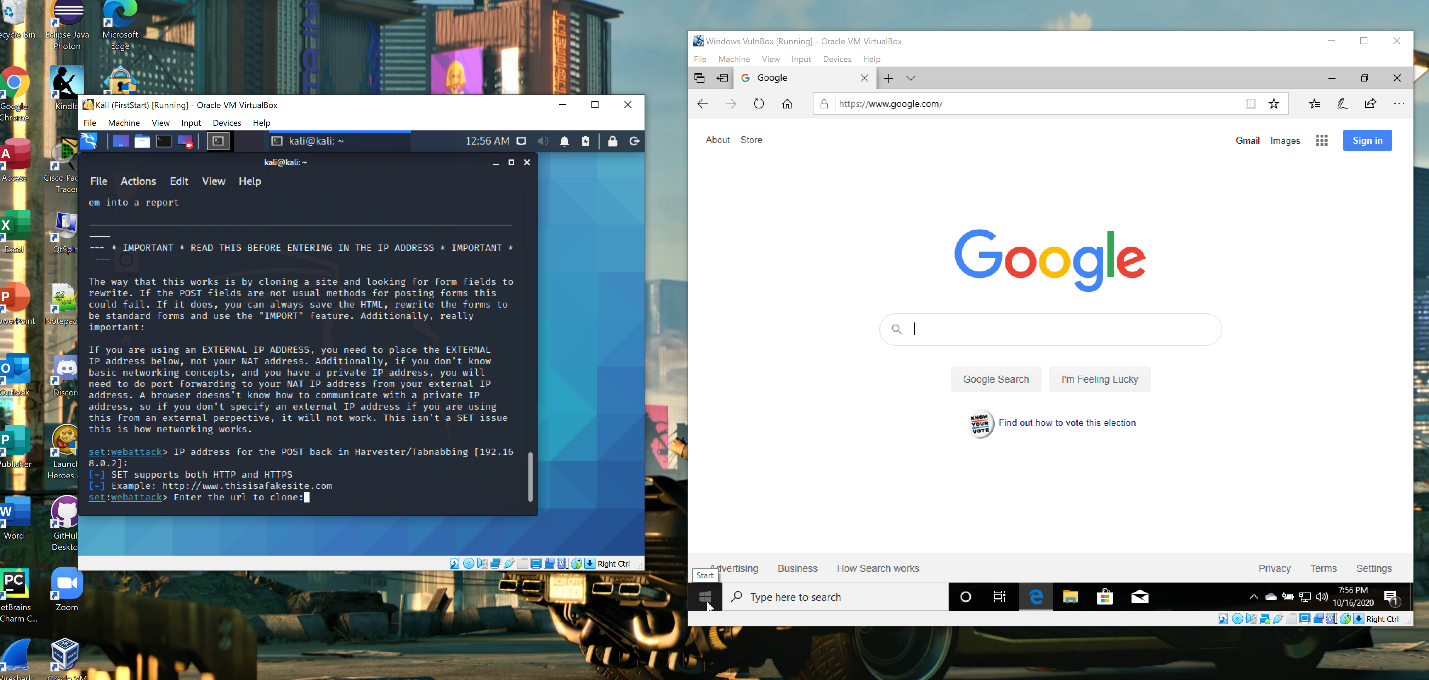 Recycle Bin
Eclipse Java
Photon
Microsoft
Edge
Google
Chrome
Kindle
Access
Cisco Packet
Tracer
Excel
PowerPoint
Outlook
Discord
Publisher
Launch
Heroes
Word
GitHub
Zoom
Kali (FirstStart) [Running] - Oracle VM VirtualBox
File Machine View Input Devices Help
kali@kali: ~
12:56 AM
kali@kali: ~
File Actions Edit View Help
em into a report
--- * IMPORTANT * READ THIS BEFORE ENTERING IN THE IP ADDRESS * IMPORTANT *
---
The way that this works is by cloning a site and looking for form fields to
rewrite. If the POST fields are not usual methods for posting forms this
could fail. If it does, you can always save the HTML, rewrite the forms to
be standard forms and use the "IMPORT" feature. Additionally, really
important:
If you are using an EXTERNAL IP ADDRESS, you need to place the EXTERNAL
IP address below, not your NAT address. Additionally, if you don't know
basic networking concepts, and you have a private IP address, you will
need to do port forwarding to your NAT IP address from your external IP
address. A browser doesns't know how to communicate with a private IP
address, so if you don't specify an external IP address if you are using
this from an external perpective, it will not work. This isn't a SET issue
this is how networking works.
set:webattack> IP address for the POST back in Harvester/Tabnabbing [192.16
8.0.2]:
[-] SET supports both HTTP and HTTPS
[-] Example: http://www.thisisafakesite.com
set:webattack> Enter the url to clone:
Right Ctrl
Windows VulnBox [Running] - Oracle VM VirtualBox
File Machine View Input Devices Help
Google
https://www.google.com/
About Store
Gmail Images Sign in
Google
Google Search I'm Feeling Lucky
KNOW YOUR VOTE
Find out how to vote this election
Advertising Business How Search works
Privacy Terms Settings
Start
Type here to search
7:56 PM
10/16/2020
1
Right Ctrl